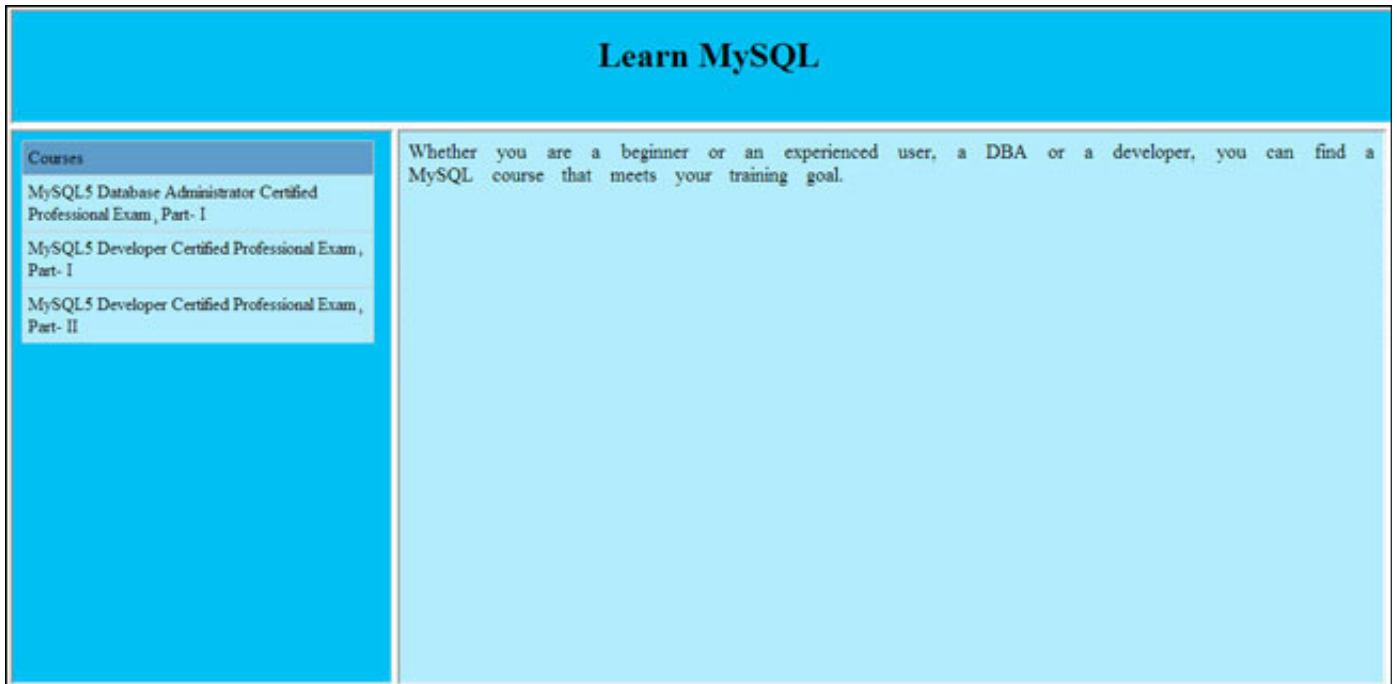 Learn MySQL
Courses
MySQL5 Database Administrator Certified
Professional Exam , Part- I
MySQL5 Developer Certified Professional Exam ,
Part- I
MySQL5 Developer Certified Professional Exam ,
Part- II
Whether you are a beginner or an experienced user, a DBA or a developer, you can find a
MySQL course that meets your training goal.